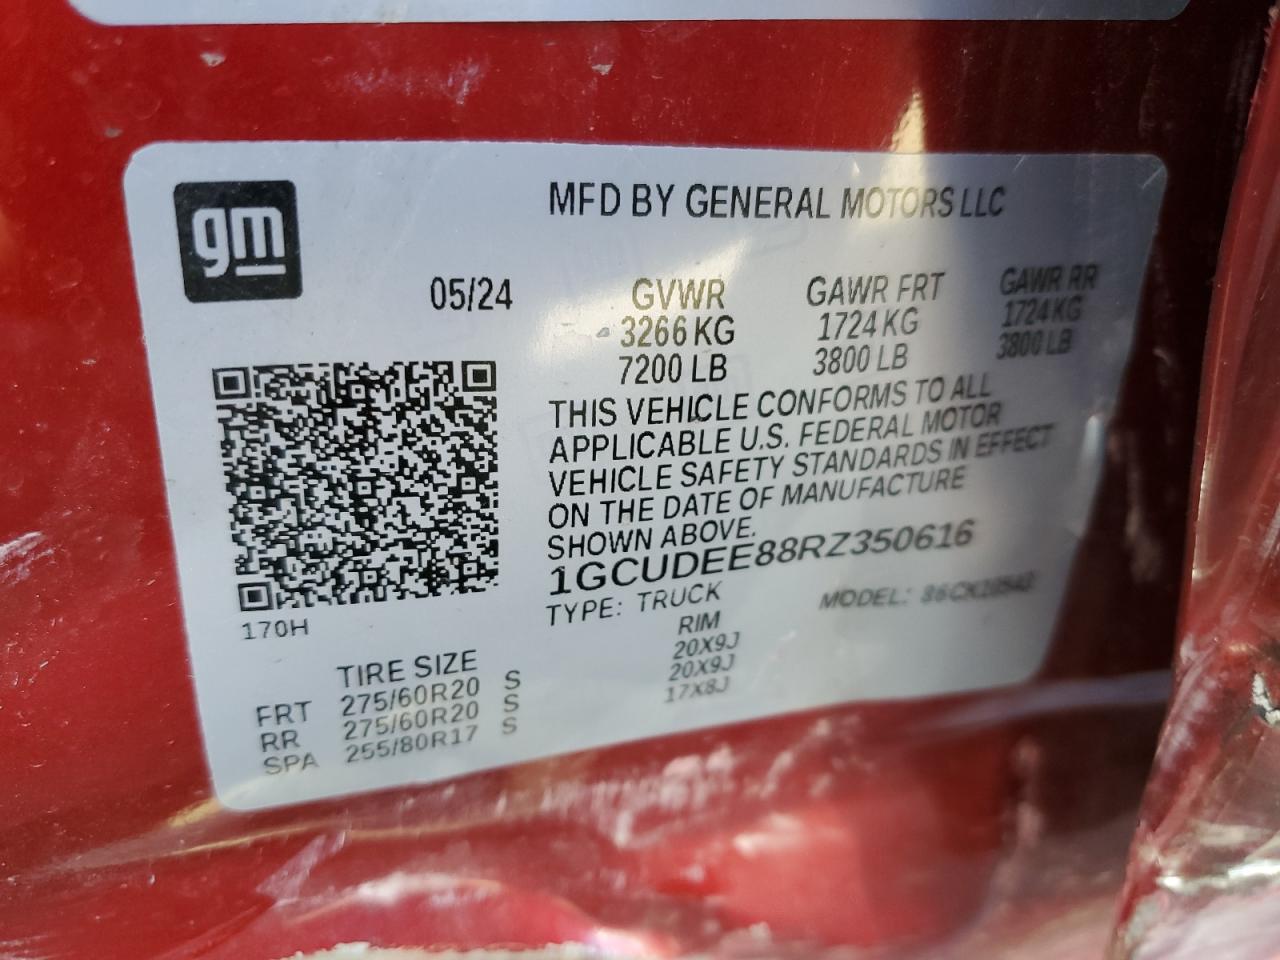 gm
MFD BY GENERAL MOTORS LLC
05/24
GVWR GAWR FRT GAWR RR
3266 KG 1724 KG 1724 KG
7200 LB 3800 LB 3800 LB
THIS VEHICLE CONFORMS TO ALL
APPLICABLE U.S. FEDERAL MOTOR
VEHICLE SAFETY STANDARDS IN EFFECT
ON THE DATE OF MANUFACTURE
SHOWN ABOVE.
1GCUDEE88RZ350616
TYPE: TRUCK MODEL:
170H
TIRE SIZE RIM
FRT 275/60R20 S 20X9J
RR 275/60R20 S 20X9J
SPA 255/80R17 S 17X8J